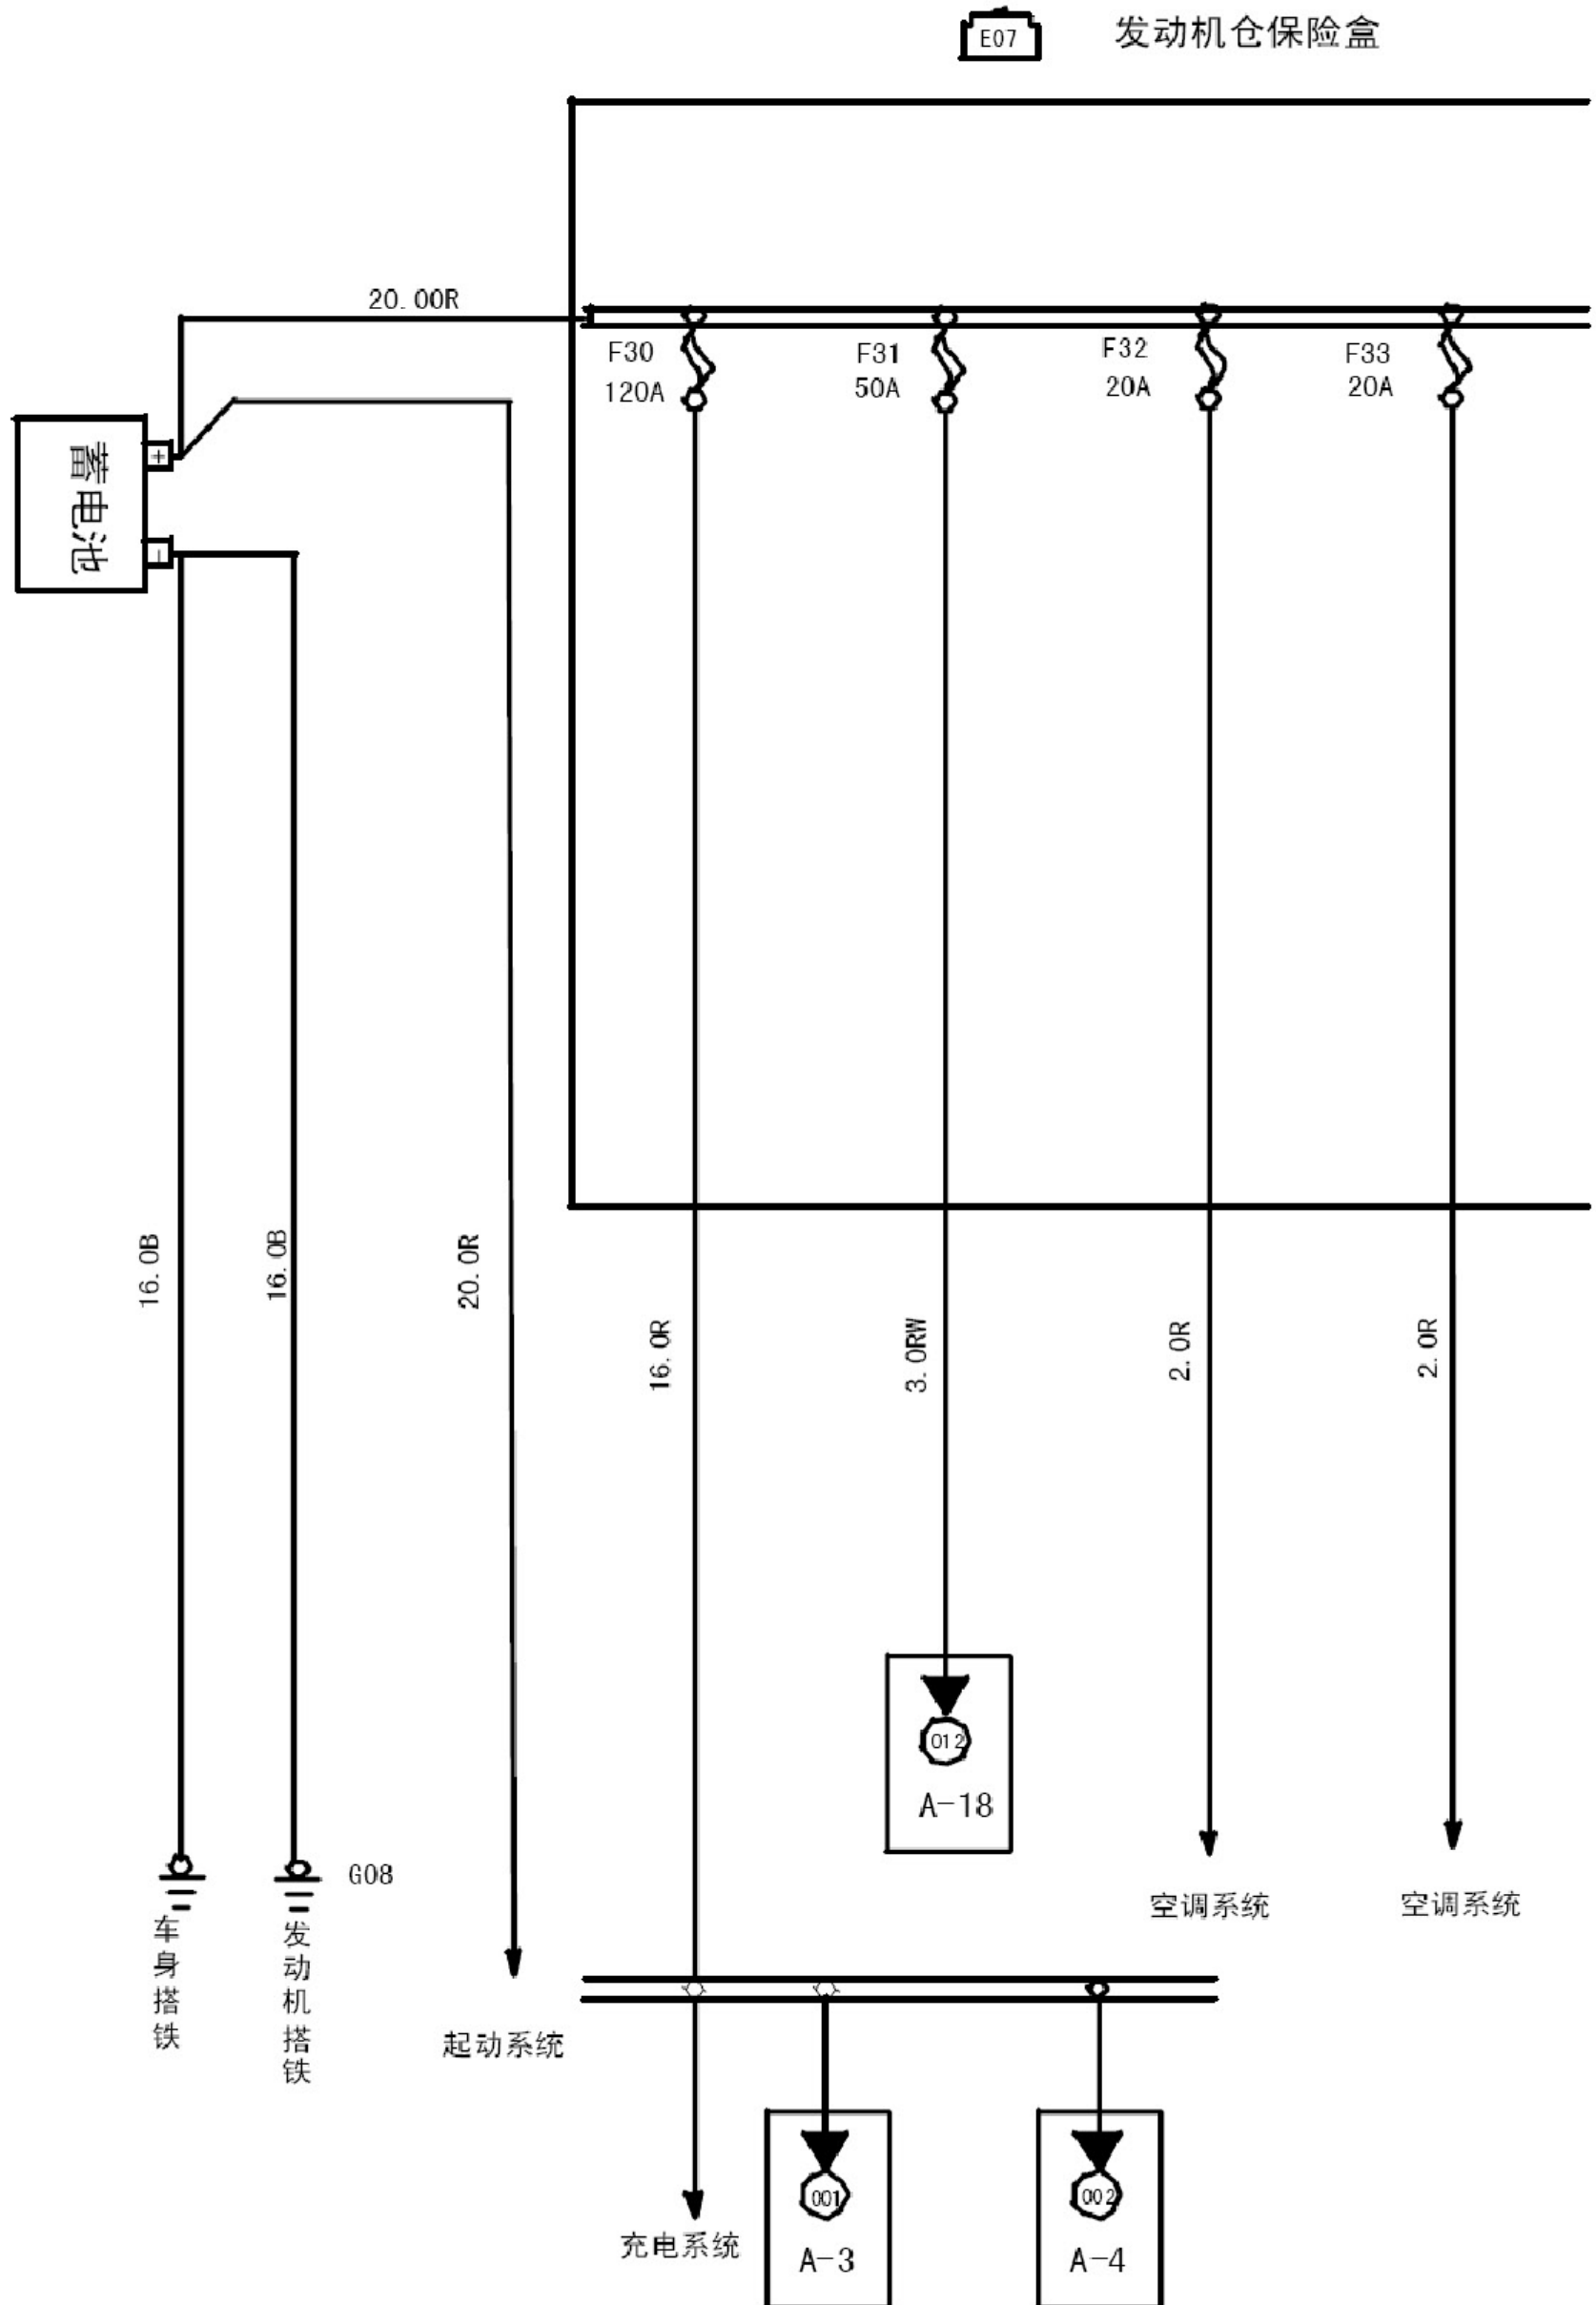 E07
发动机仓保险盒
20.00R
F30
120A
F31
50A
F32
20A
F33
20A
蓄电池
+
-
16.0B
16.0B
20.0R
16.0R
3.0RW
2.0R
2.0R
012
A-18
G08
车身搭铁
发动机搭铁
起动系统
空调系统
空调系统
充电系统
001
A-3
002
A-4